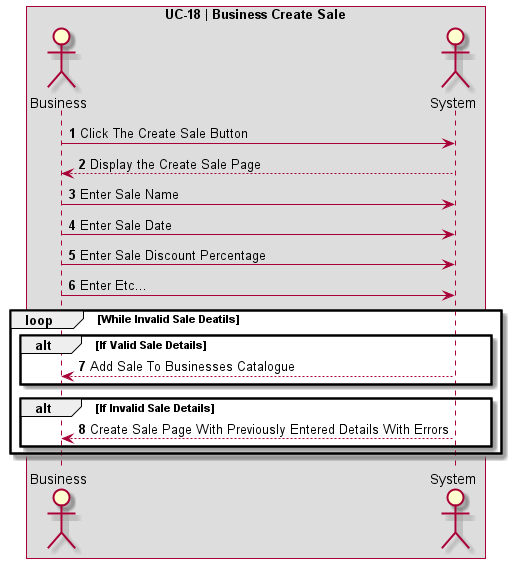 UC-18 | Business Create Sale
Business System
1 Click The Create Sale Button
2 Display the Create Sale Page
3 Enter Sale Name
4 Enter Sale Date
5 Enter Sale Discount Percentage
6 Enter Etc...
loop [While Invalid Sale Deatils]
alt [If Valid Sale Details]
7 Add Sale To Businesses Catalogue
alt [If Invalid Sale Details]
8 Create Sale Page With Previously Entered Details With Errors
Business System